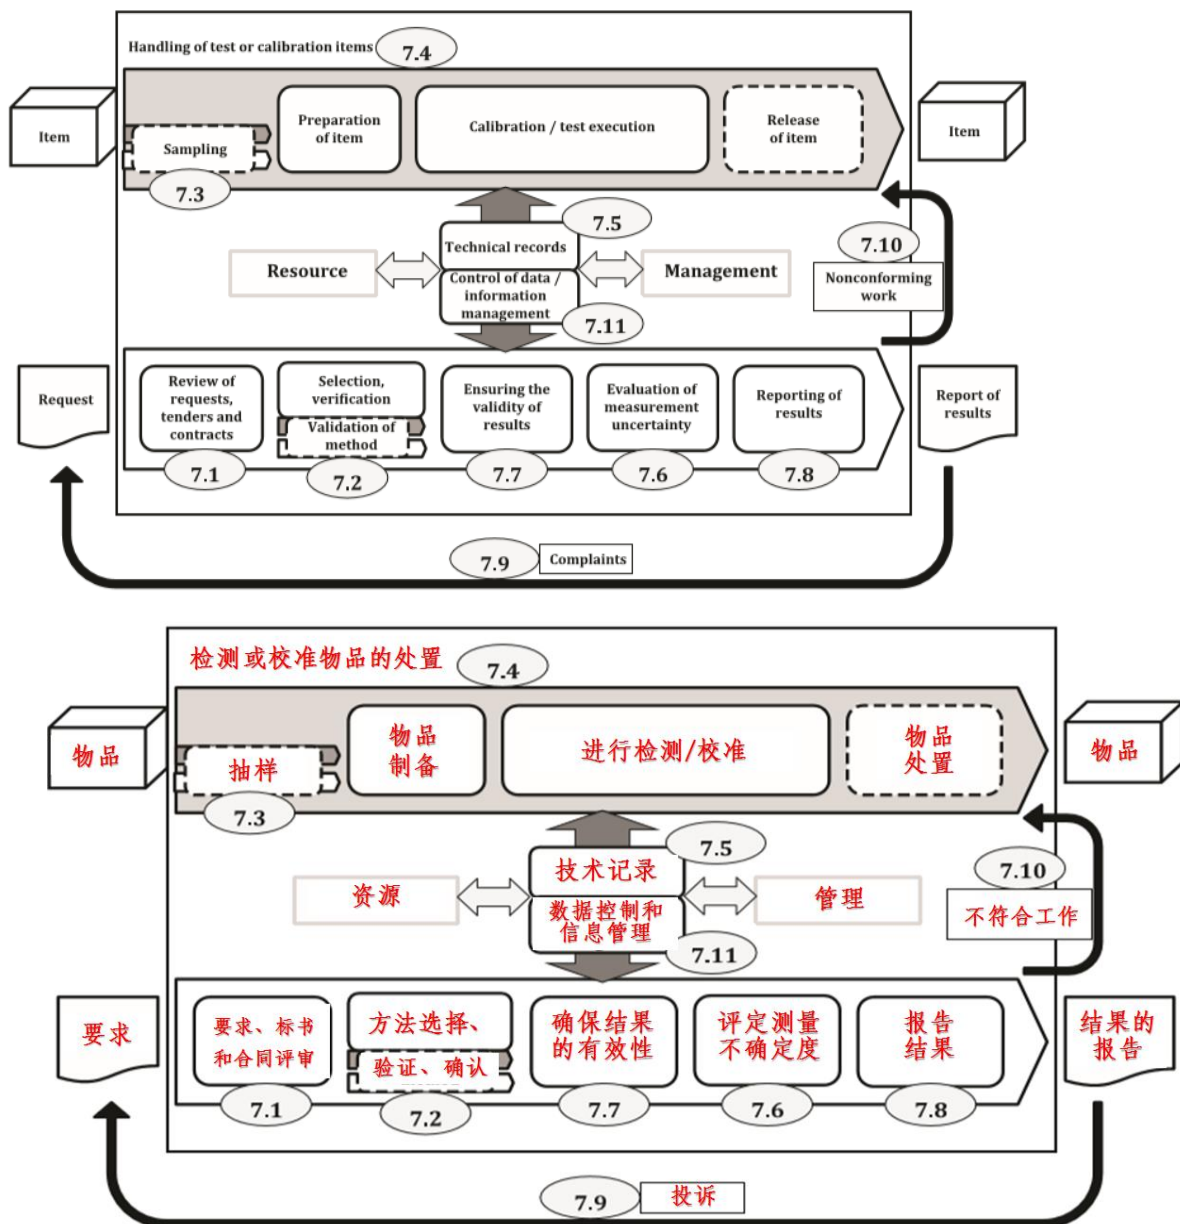 Handling of test or calibration items
7.4
Item
Sampling
7.3
Preparation
of item
Calibration / test execution
Release
of item
Item
7.5
Technical records
Resource
Control of data /
information
management
Management
7.11
7.10
Nonconforming
work
Request
Review of
requests,
tenders and
contracts
7.1
Selection,
verification
Validation of
method
7.2
Ensuring the
validity of
results
7.7
Evaluation of
measurement
uncertainty
7.6
Reporting of
results
7.8
Report of
results
7.9
Complaints
检测或校准物品的处置
7.4
物品
抽样
7.3
物品
制备
进行检测/校准
物品
处置
物品
7.5
技术记录
资源
数据控制和
信息管理
管理
7.11
7.10
不符合工作
要求
要求、标书
和合同评审
7.1
方法选择、
验证、确认
7.2
确保结果
的有效性
7.7
评定测量
不确定度
7.6
报告
结果
7.8
结果的
报告
7.9
投诉